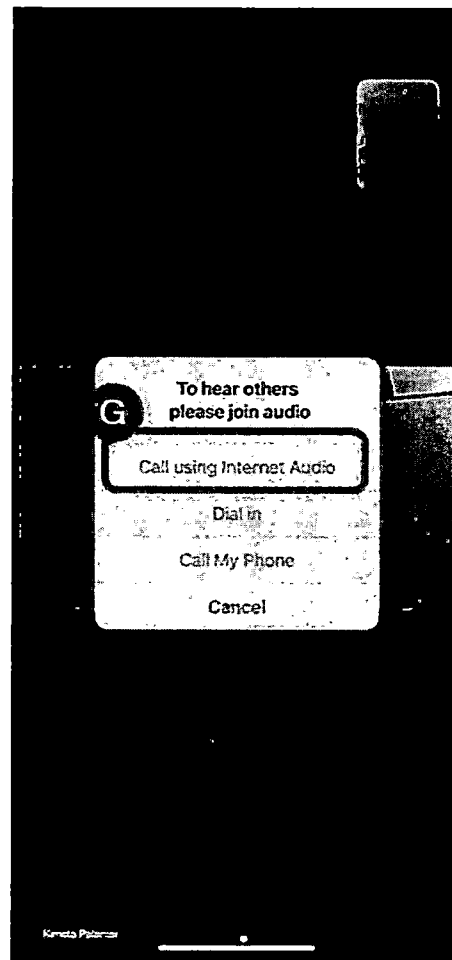 To hear others
please join audio
G
Call using Internet Audio
Dial in
Call My Phone
Cancel